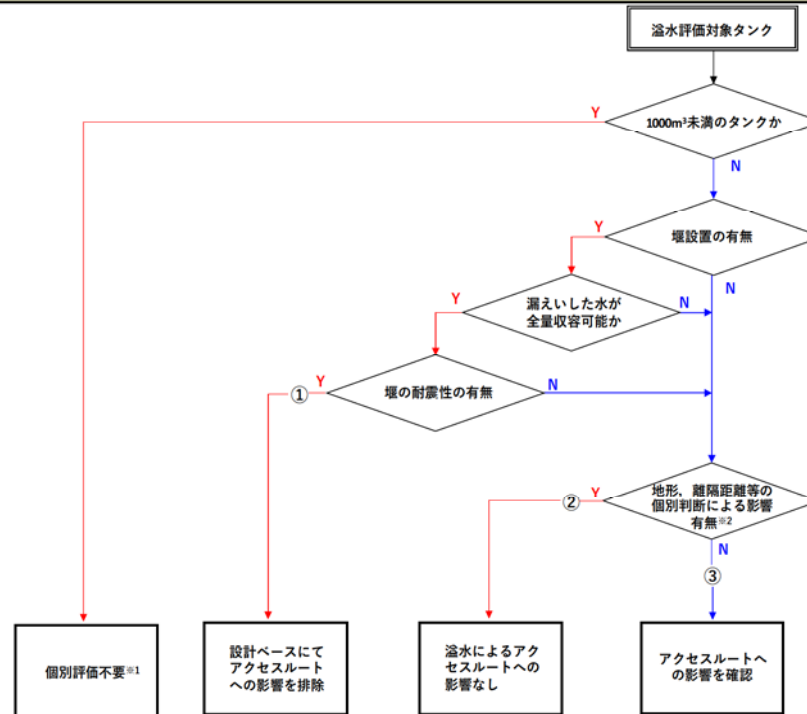 溢水評価対象タンク
Y
1000m³未満のタンクか
N
Y
堰設置の有無
N
Y
漏えいした水が
全量収容可能か
N
① Y
堰の耐震性の有無
N
② Y
地形，離隔距離等の
個別判断による影響
有無※2
N
③
個別評価不要※1
設計ベースにて
アクセスルート
への影響を排除
溢水によるアク
セスルートへの
影響なし
アクセスルートへ
の影響を確認